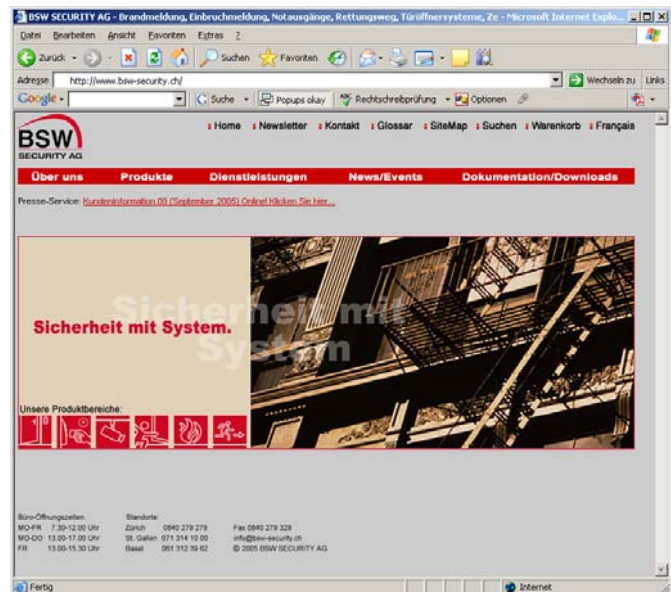 BSW SECURITY AG - Brandmeldung, Einbruchmeldung, Notausgänge, Rettungsweg, Türöffnersysteme, Ze - Microsoft Internet Explo...
Datei Bearbeiten Ansicht Favoriten Extras ?
Zurück Suchen Favoriten
Adresse http://www.bsw-security.ch/ Wechseln zu Links
Google Suche Popups okay Rechtschreibprüfung Optionen
BSW
SECURITY AG
Home Newsletter Kontakt Glossar SiteMap Suchen Warenkorb Français
Über uns Produkte Dienstleistungen News/Events Dokumentation/Downloads
Presse-Service: Kundeninformation 09 (September 2005) Online! Klicken Sie hier...
Sicherheit mit
System
Sicherheit mit System.
Unsere Produktbereiche:
Büro-Öffnungszeiten: Standorte:
MO-FR 7.30-12.00 Uhr Zürich 0840 279 279 Fax 0840 279 329
MO-DO 13.00-17.00 Uhr St. Gallen 071 314 10 00 info@bsw-security.ch
FR 13.00-15.30 Uhr Basel 061 312 39 62 © 2005 BSW SECURITY AG
Fertig Internet